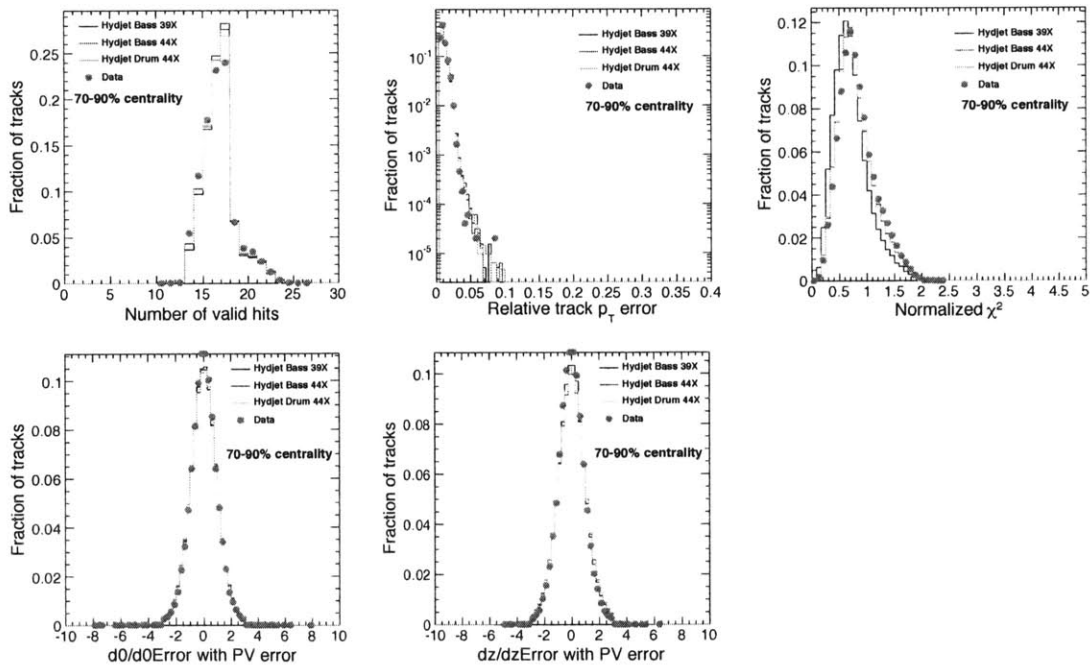 Hydjet Bass 39X
Hydjet Bass 44X
Hydjet Drum 44X
Data
70-90% centrality
Fraction of tracks
0.25
0.2
0.15
0.1
0.05
0
0 5 10 15 20 25 30
Number of valid hits
Hydjet Bass 39X
Hydjet Bass 44X
Hydjet Drum 44X
Data
70-90% centrality
Fraction of tracks
10⁻¹
10⁻²
10⁻³
10⁻⁴
10⁻⁵
0 0.05 0.1 0.15 0.2 0.25 0.3 0.35 0.4
Relative track p_T error
Hydjet Bass 39X
Hydjet Bass 44X
Hydjet Drum 44X
Data
70-90% centrality
Fraction of tracks
0.12
0.1
0.08
0.06
0.04
0.02
0
0 0.5 1 1.5 2 2.5 3 3.5 4 4.5 5
Normalized χ²
Hydjet Bass 39X
Hydjet Bass 44X
Hydjet Drum 44X
Data
70-90% centrality
Fraction of tracks
0.1
0.08
0.06
0.04
0.02
0
-10 -8 -6 -4 -2 0 2 4 6 8 10
d0/d0Error with PV error
Hydjet Bass 39X
Hydjet Bass 44X
Hydjet Drum 44X
Data
70-90% centrality
Fraction of tracks
0.1
0.08
0.06
0.04
0.02
0
-10 -8 -6 -4 -2 0 2 4 6 8 10
dz/dzError with PV error